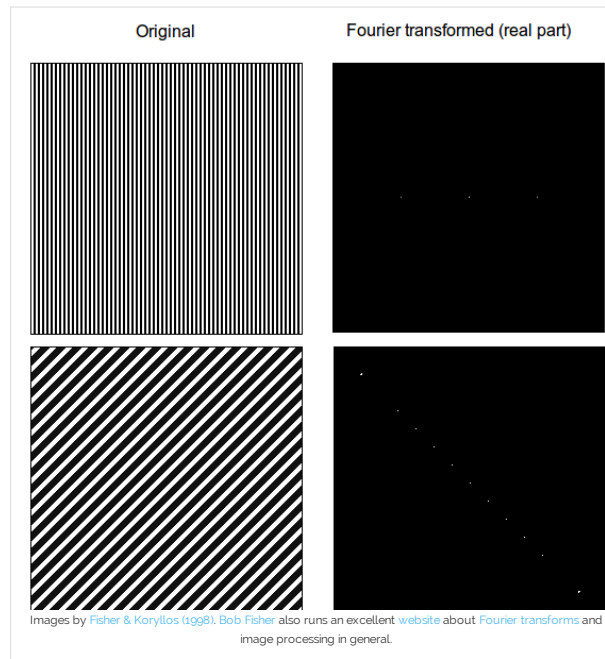 Original
Fourier transformed (real part)
Images by Fisher & Koryllos (1998). Bob Fisher also runs an excellent website about Fourier transforms and
image processing in general.